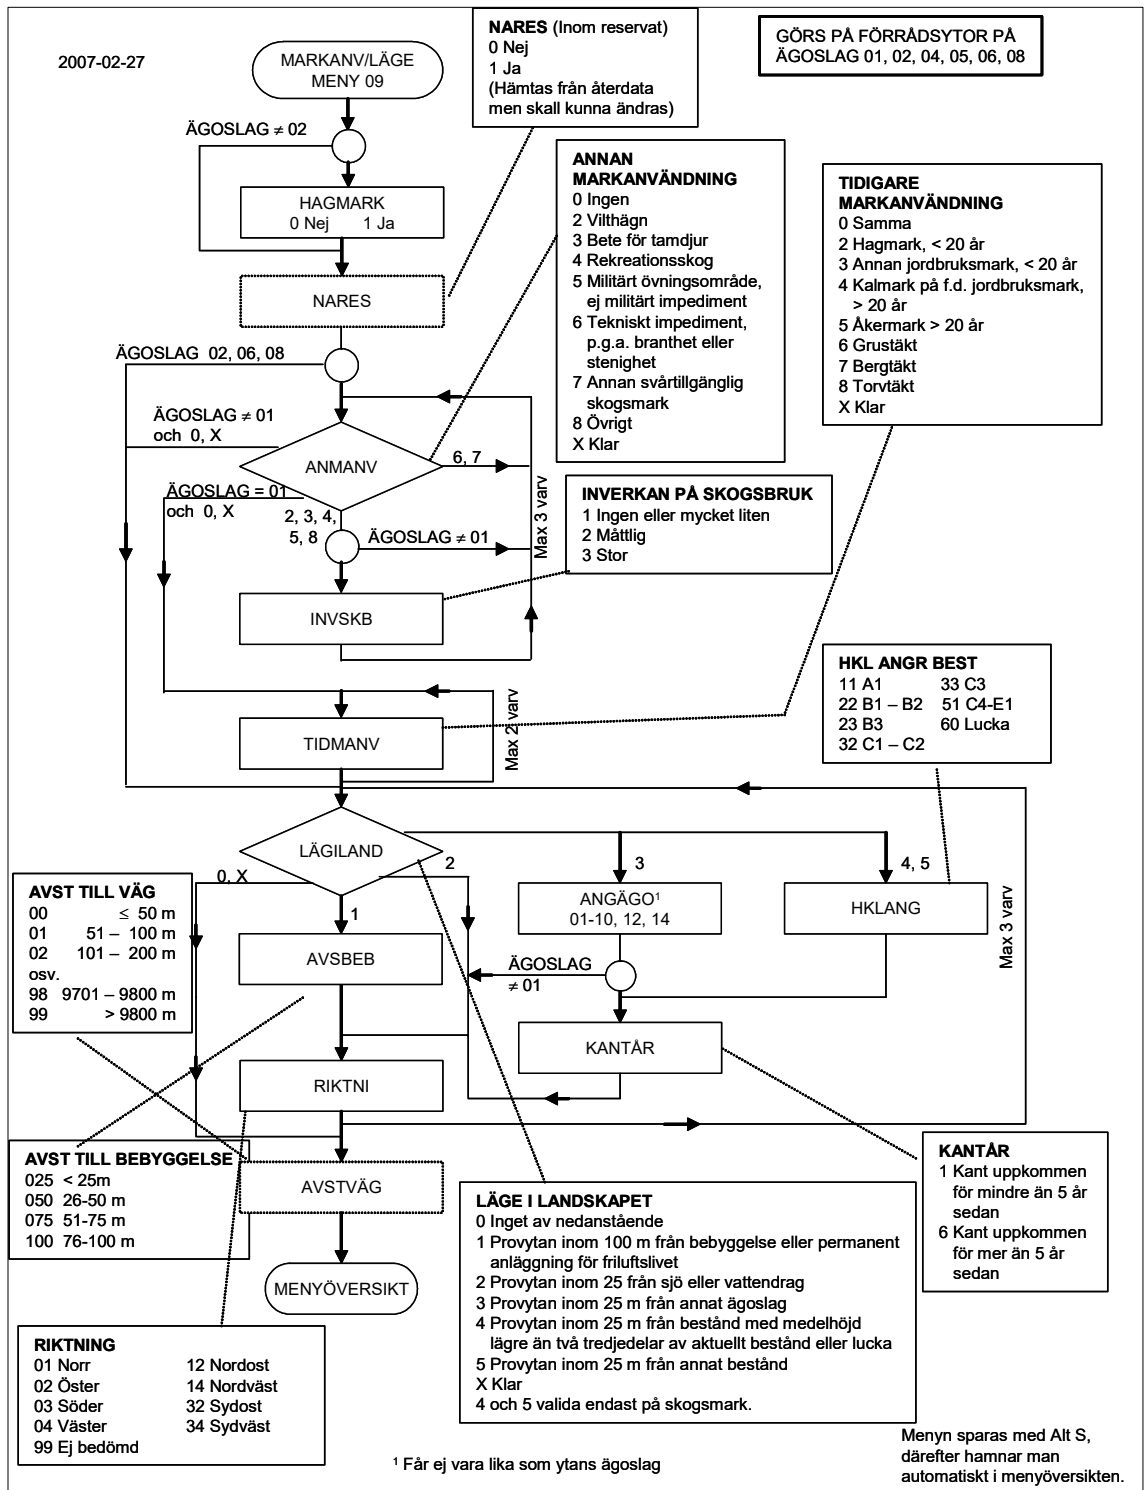 2007-02-27
MARKANV/LÄGE
MENY 09
NARES (Inom reservat)
0 Nej
1 Ja
(Hämtas från återdata
men skall kunna ändras)
GÖRS PÅ FÖRRÅDSYTOR PÅ
ÄGOSLAG 01, 02, 04, 05, 06, 08
ÄGOSLAG ≠ 02
HAGMARK
0 Nej 1 Ja
NARES
ANNAN
MARKANVÄNDNING
0 Ingen
2 Vilthägn
3 Bete för tamdjur
4 Rekreationsskog
5 Militärt övningsområde,
ej militärt impediment
6 Tekniskt impediment,
p.g.a. branthet eller
stenighet
7 Annan svårtillgänglig
skogsmark
8 Övrigt
X Klar
TIDIGARE
MARKANVÄNDNING
0 Samma
2 Hagmark, < 20 år
3 Annan jordbruksmark, < 20 år
4 Kalmark på f.d. jordbruksmark,
> 20 år
5 Åkermark > 20 år
6 Grustäkt
7 Bergtäkt
8 Torvtäkt
X Klar
ÄGOSLAG 02, 06, 08
ÄGOSLAG ≠ 01
och 0, X
ANMANV
6, 7
ÄGOSLAG = 01
och 0, X
2, 3, 4,
5, 8
ÄGOSLAG ≠ 01
Max 3 varv
INVERKAN PÅ SKOGSBRUK
1 Ingen eller mycket liten
2 Måttlig
3 Stor
INVSKB
HKL ANGR BEST
11 A1 33 C3
22 B1 – B2 51 C4-E1
23 B3 60 Lucka
32 C1 – C2
TIDMANV
Max 2 varv
LÄGILAND
0, X
2
1
3
4, 5
AVST TILL VÄG
00 ≤ 50 m
01 51 – 100 m
02 101 – 200 m
osv.
98 9701 – 9800 m
99 > 9800 m
ANGÄGO¹
01-10, 12, 14
HKLANG
Max 3 varv
AVSBEB
ÄGOSLAG
≠ 01
KANTÅR
RIKTNI
AVST TILL BEBYGGELSE
025 < 25m
050 26-50 m
075 51-75 m
100 76-100 m
AVSTVÄG
MENYÖVERSIKT
LÄGE I LANDSKAPET
0 Inget av nedanstående
1 Provytan inom 100 m från bebyggelse eller permanent
anläggning för friluftslivet
2 Provytan inom 25 från sjö eller vattendrag
3 Provytan inom 25 m från annat ägoslag
4 Provytan inom 25 m från bestånd med medelhöjd
lägre än två tredjedelar av aktuellt bestånd eller lucka
5 Provytan inom 25 m från annat bestånd
X Klar
4 och 5 valida endast på skogsmark.
KANTÅR
1 Kant uppkommen
för mindre än 5 år
sedan
6 Kant uppkommen
för mer än 5 år
sedan
RIKTNING
01 Norr 12 Nordost
02 Öster 14 Nordväst
03 Söder 32 Sydost
04 Väster 34 Sydväst
99 Ej bedömd
¹ Får ej vara lika som ytans ägoslag
Menyn sparas med Alt S,
därefter hamnar man
automatiskt i menyöversikten.